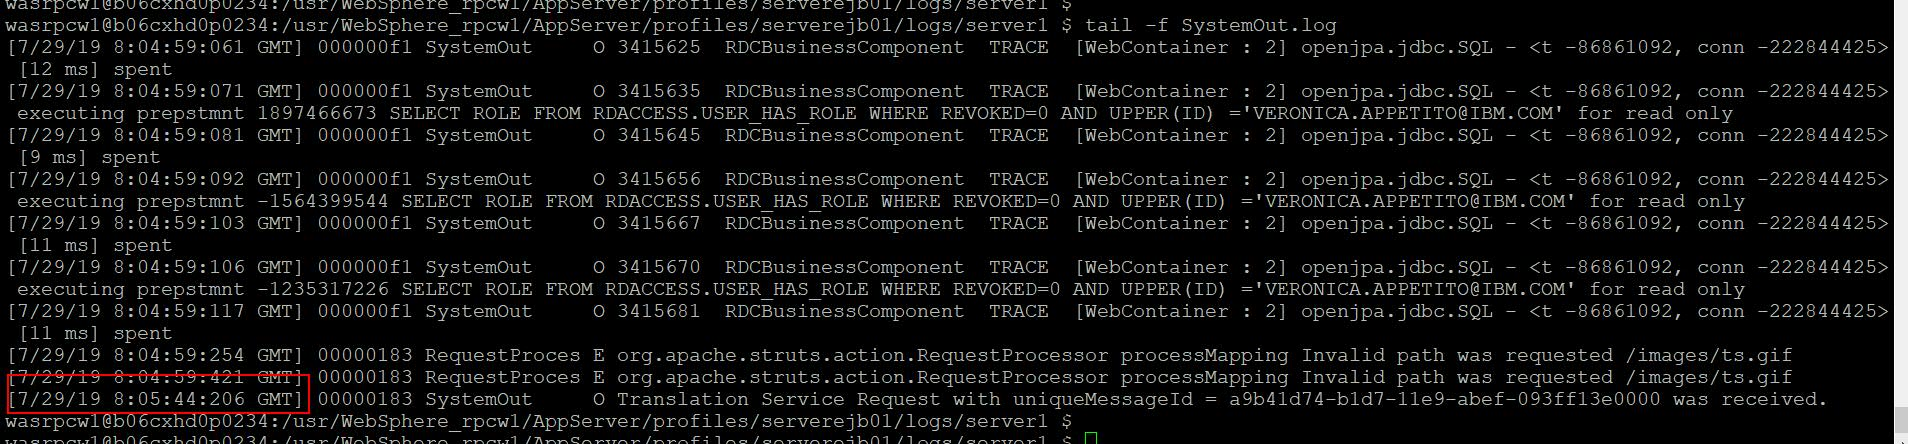 wasrpcw1@b06cxhd0p0234:/usr/WebSphere_rpcw1/AppServer/profiles/serverejb01/logs/server1 $
wasrpcw1@b06cxhd0p0234:/usr/WebSphere_rpcw1/AppServer/profiles/serverejb01/logs/server1 $ tail -f SystemOut.log
[7/29/19 8:04:59:061 GMT] 000000f1 SystemOut     O 3415625  RDCBusinessComponent  TRACE  [WebContainer : 2] openjpa.jdbc.SQL - <t -86861092, conn -222844425>
[12 ms] spent
[7/29/19 8:04:59:071 GMT] 000000f1 SystemOut     O 3415635  RDCBusinessComponent  TRACE  [WebContainer : 2] openjpa.jdbc.SQL - <t -86861092, conn -222844425>
executing prepstmnt 1897466673 SELECT ROLE FROM RDACCESS.USER_HAS_ROLE WHERE REVOKED=0 AND UPPER(ID) ='VERONICA.APPETITO@IBM.COM' for read only
[7/29/19 8:04:59:081 GMT] 000000f1 SystemOut     O 3415645  RDCBusinessComponent  TRACE  [WebContainer : 2] openjpa.jdbc.SQL - <t -86861092, conn -222844425>
[9 ms] spent
[7/29/19 8:04:59:092 GMT] 000000f1 SystemOut     O 3415656  RDCBusinessComponent  TRACE  [WebContainer : 2] openjpa.jdbc.SQL - <t -86861092, conn -222844425>
executing prepstmnt -1564399544 SELECT ROLE FROM RDACCESS.USER_HAS_ROLE WHERE REVOKED=0 AND UPPER(ID) ='VERONICA.APPETITO@IBM.COM' for read only
[7/29/19 8:04:59:103 GMT] 000000f1 SystemOut     O 3415667  RDCBusinessComponent  TRACE  [WebContainer : 2] openjpa.jdbc.SQL - <t -86861092, conn -222844425>
[11 ms] spent
[7/29/19 8:04:59:106 GMT] 000000f1 SystemOut     O 3415670  RDCBusinessComponent  TRACE  [WebContainer : 2] openjpa.jdbc.SQL - <t -86861092, conn -222844425>
executing prepstmnt -1235317226 SELECT ROLE FROM RDACCESS.USER_HAS_ROLE WHERE REVOKED=0 AND UPPER(ID) ='VERONICA.APPETITO@IBM.COM' for read only
[7/29/19 8:04:59:117 GMT] 000000f1 SystemOut     O 3415681  RDCBusinessComponent  TRACE  [WebContainer : 2] openjpa.jdbc.SQL - <t -86861092, conn -222844425>
[11 ms] spent
[7/29/19 8:04:59:254 GMT] 00000183 RequestProces E org.apache.struts.action.RequestProcessor processMapping Invalid path was requested /images/ts.gif
[7/29/19 8:04:59:421 GMT] 00000183 RequestProces E org.apache.struts.action.RequestProcessor processMapping Invalid path was requested /images/ts.gif
[7/29/19 8:05:44:206 GMT] 00000183 SystemOut     O Translation Service Request with uniqueMessageId = a9b41d74-b1d7-11e9-abef-093ff13e0000 was received.
wasrpcw1@b06cxhd0p0234:/usr/WebSphere_rpcw1/AppServer/profiles/serverejb01/logs/server1 $
wasrpcw1@b06cxhd0p0234:/usr/WebSphere_rpcw1/AppServer/profiles/serverejb01/logs/server1 $